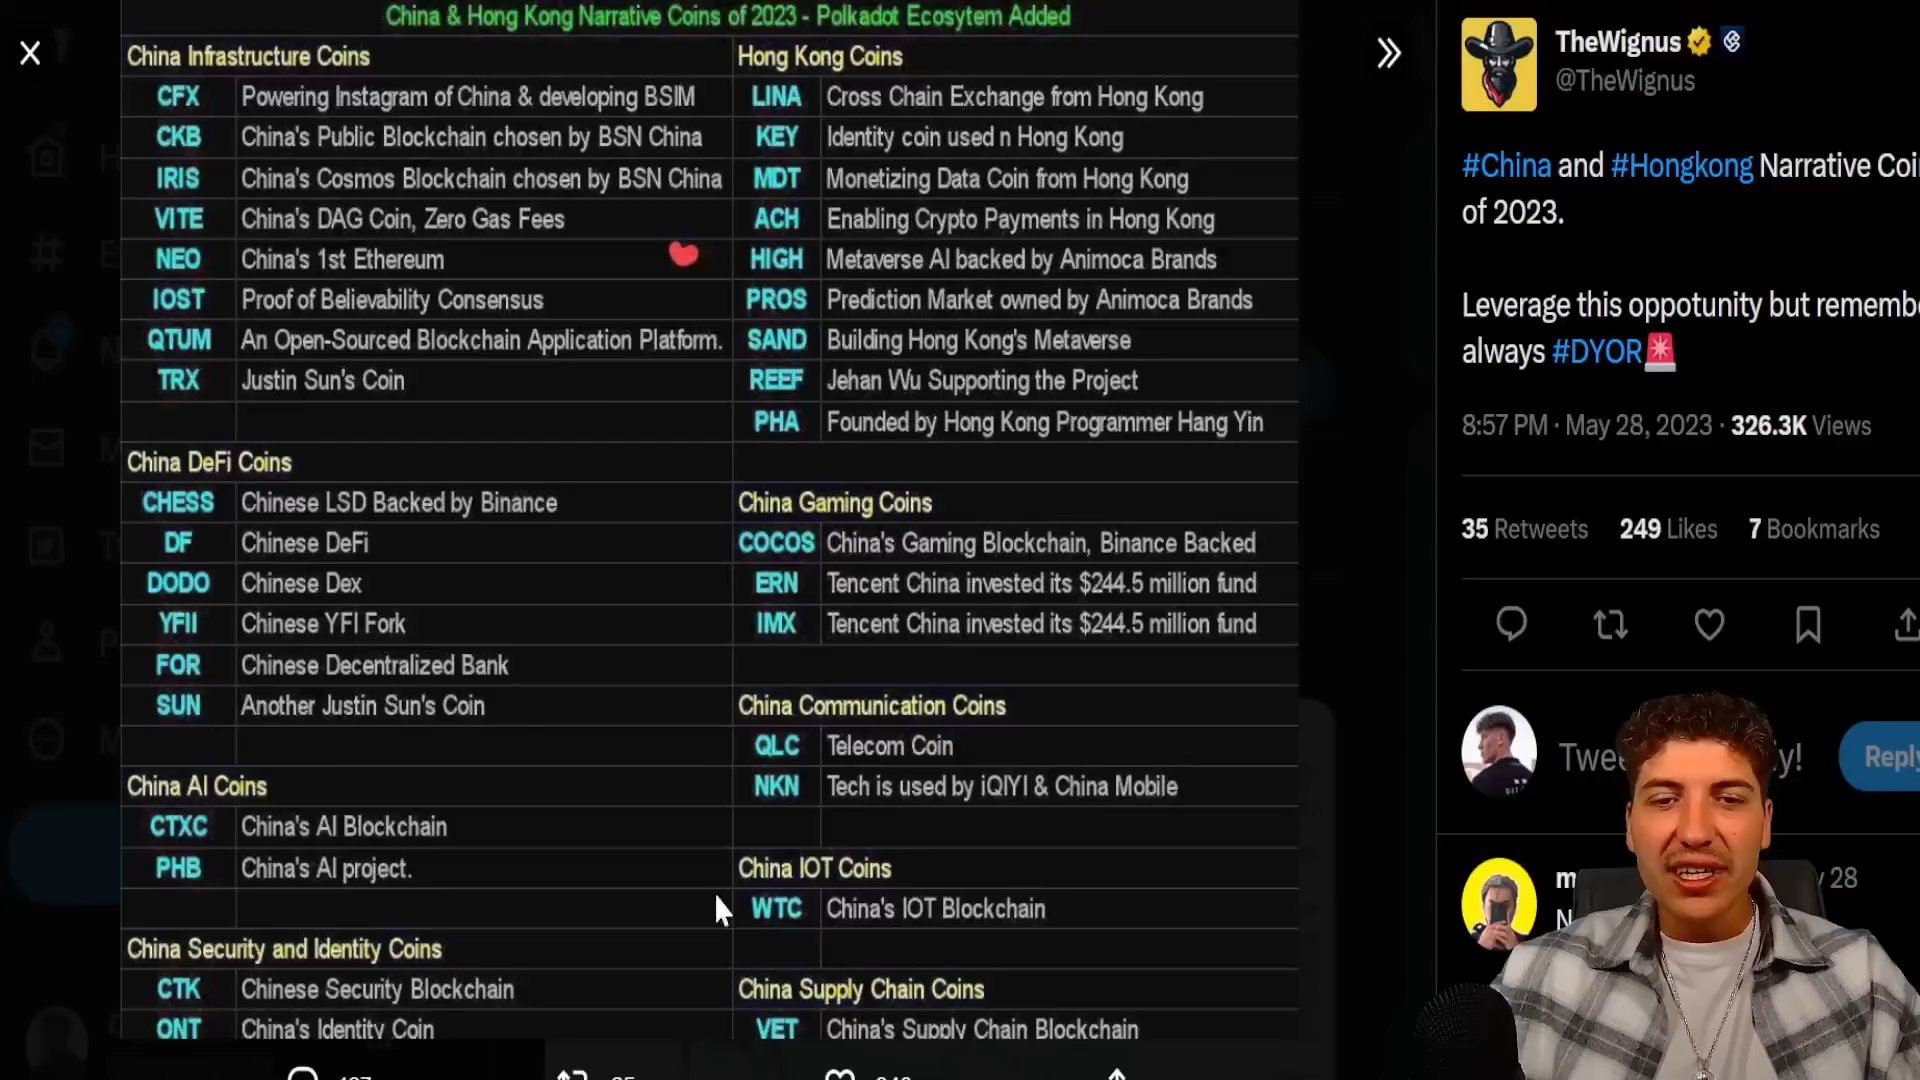 China & Hong Kong Narrative Coins of 2023 - Polkadot Ecosytem Added
China Infrastructure Coins
CFX Powering Instagram of China & developing BSIM
CKB China's Public Blockchain chosen by BSN China
IRIS China's Cosmos Blockchain chosen by BSN China
VITE China's DAG Coin, Zero Gas Fees
NEO China's 1st Ethereum
IOST Proof of Believability Consensus
QTUM An Open-Sourced Blockchain Application Platform.
TRX Justin Sun's Coin
China DeFi Coins
CHESS Chinese LSD Backed by Binance
DF Chinese DeFi
DODO Chinese Dex
YFII Chinese YFI Fork
FOR Chinese Decentralized Bank
SUN Another Justin Sun's Coin
China AI Coins
CTXC China's AI Blockchain
PHB China's AI project.
China Security and Identity Coins
CTK Chinese Security Blockchain
ONT China's Identity Coin
Hong Kong Coins
LINA Cross Chain Exchange from Hong Kong
KEY Identity coin used n Hong Kong
MDT Monetizing Data Coin from Hong Kong
ACH Enabling Crypto Payments in Hong Kong
HIGH Metaverse AI backed by Animoca Brands
PROS Prediction Market owned by Animoca Brands
SAND Building Hong Kong's Metaverse
REEF Jehan Wu Supporting the Project
PHA Founded by Hong Kong Programmer Hang Yin
China Gaming Coins
COCOS China's Gaming Blockchain, Binance Backed
ERN Tencent China invested its $244.5 million fund
IMX Tencent China invested its $244.5 million fund
China Communication Coins
QLC Telecom Coin
NKN Tech is used by iQIYI & China Mobile
China IOT Coins
WTC China's IOT Blockchain
China Supply Chain Coins
VET China's Supply Chain Blockchain
TheWignus
@TheWignus
#China and #Hongkong Narrative Coi
of 2023.
Leverage this oppotunity but rememb
always #DYOR
8:57 PM · May 28, 2023 · 326.3K Views
35 Retweets 249 Likes 7 Bookmarks
Reply
28